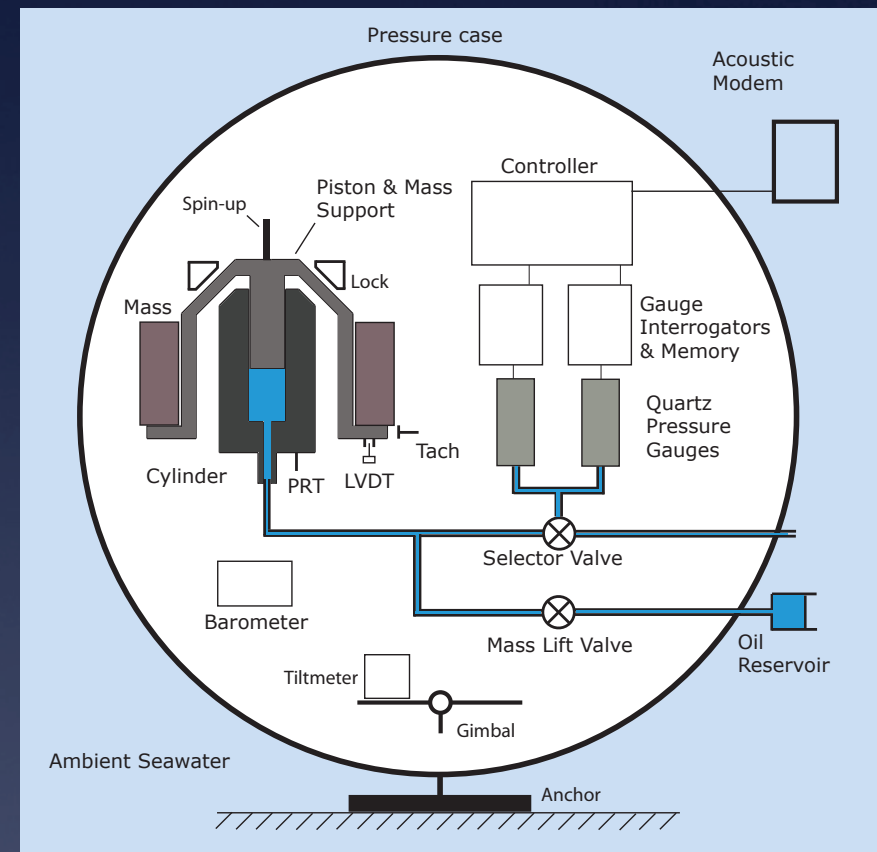 Pressure case
Acoustic
Modem
Controller
Piston & Mass
Support
Spin-up
Lock
Mass
Gauge
Interrogators
& Memory
Quartz
Pressure
Gauges
Tach
Cylinder
PRT
LVDT
Selector Valve
Barometer
Mass Lift Valve
Oil
Reservoir
Tiltmeter
Gimbal
Ambient Seawater
Anchor